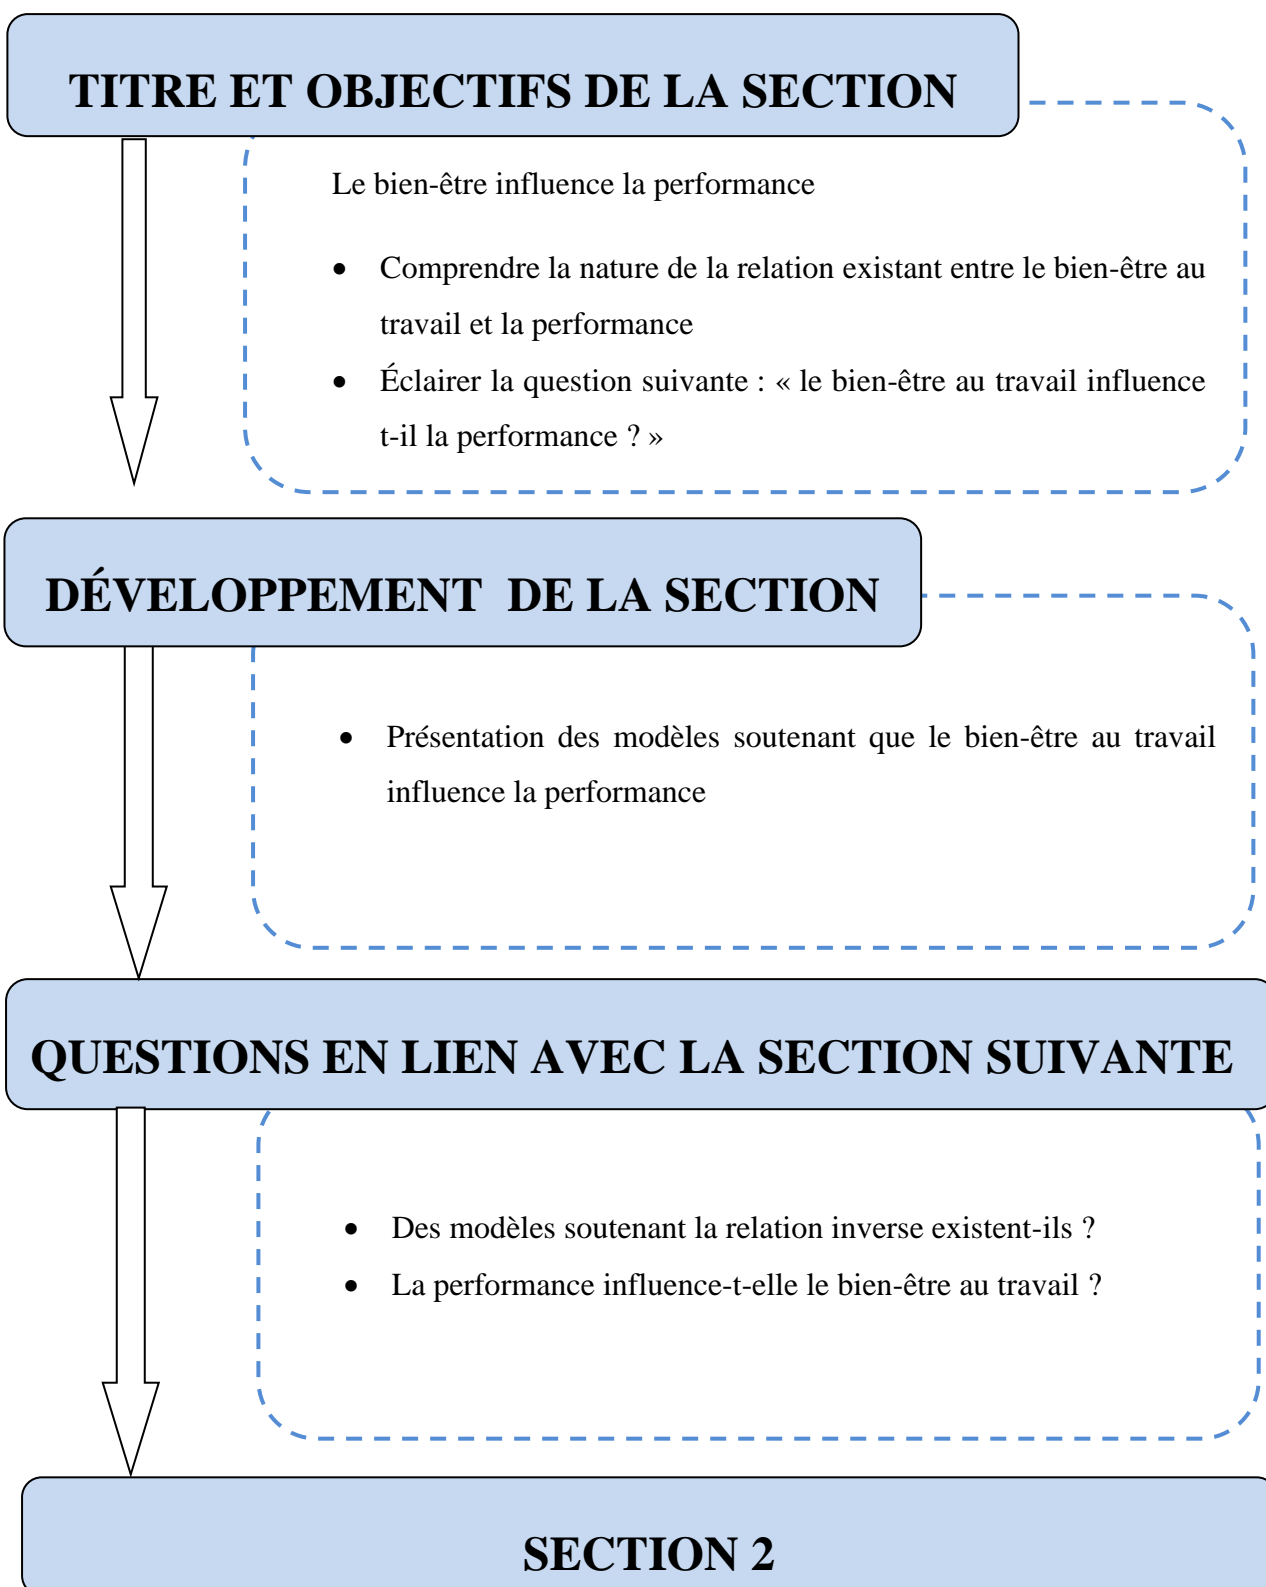 TITRE ET OBJECTIFS DE LA SECTION
Le bien-être influence la performance
• Comprendre la nature de la relation existant entre le bien-être au
travail et la performance
• Éclairer la question suivante : « le bien-être au travail influence
t-il la performance ? »
DÉVELOPPEMENT DE LA SECTION
• Présentation des modèles soutenant que le bien-être au travail
influence la performance
QUESTIONS EN LIEN AVEC LA SECTION SUIVANTE
• Des modèles soutenant la relation inverse existent-ils ?
• La performance influence-t-elle le bien-être au travail ?
SECTION 2